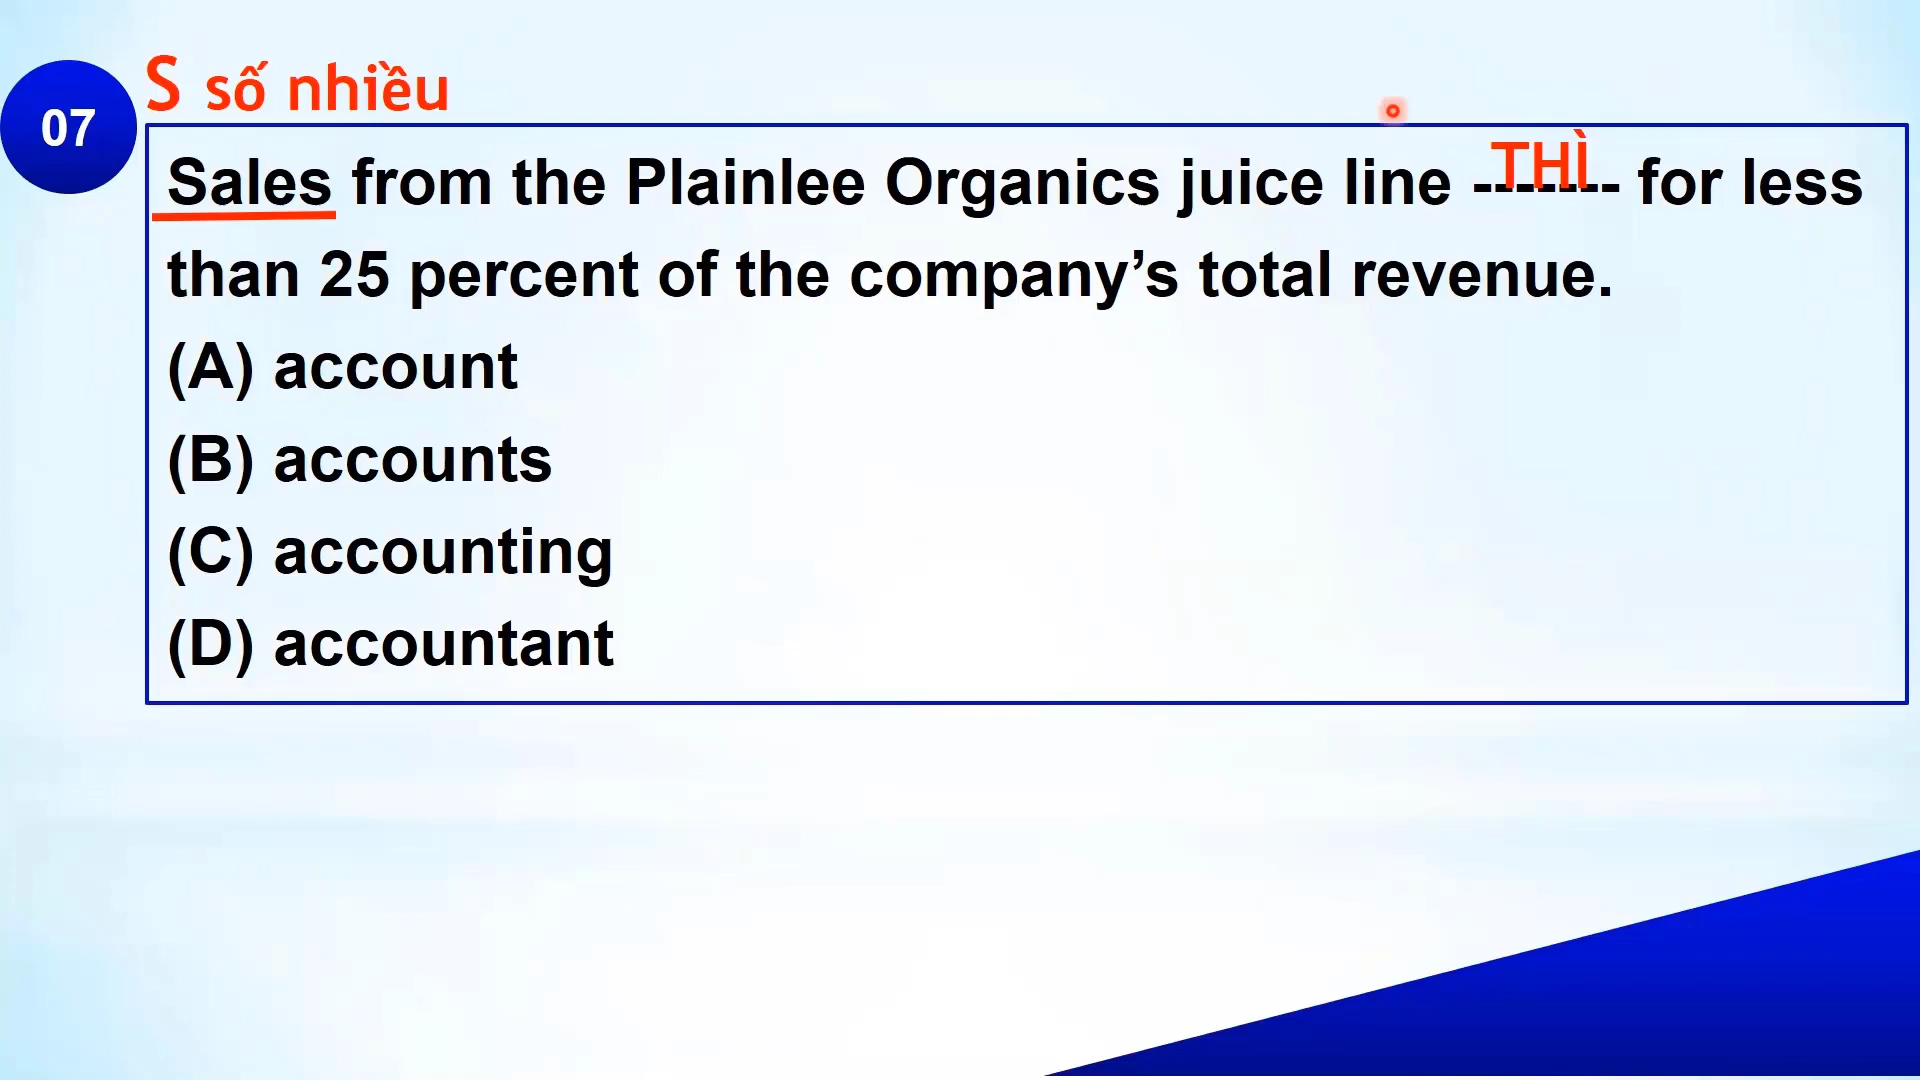 S số nhiều
07
THÌ
Sales from the Plainlee Organics juice line ------- for less
than 25 percent of the company’s total revenue.
(A) account
(B) accounts
(C) accounting
(D) accountant